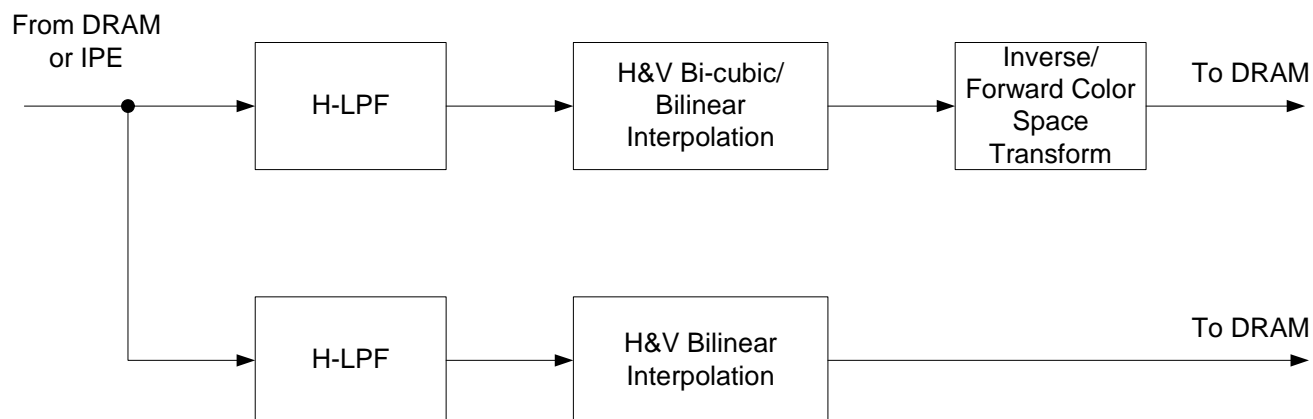 From DRAM
or IPE
H-LPF
H&V Bi-cubic/
Bilinear
Interpolation
Inverse/
Forward Color
Space
Transform
To DRAM
H-LPF
H&V Bilinear
Interpolation
To DRAM